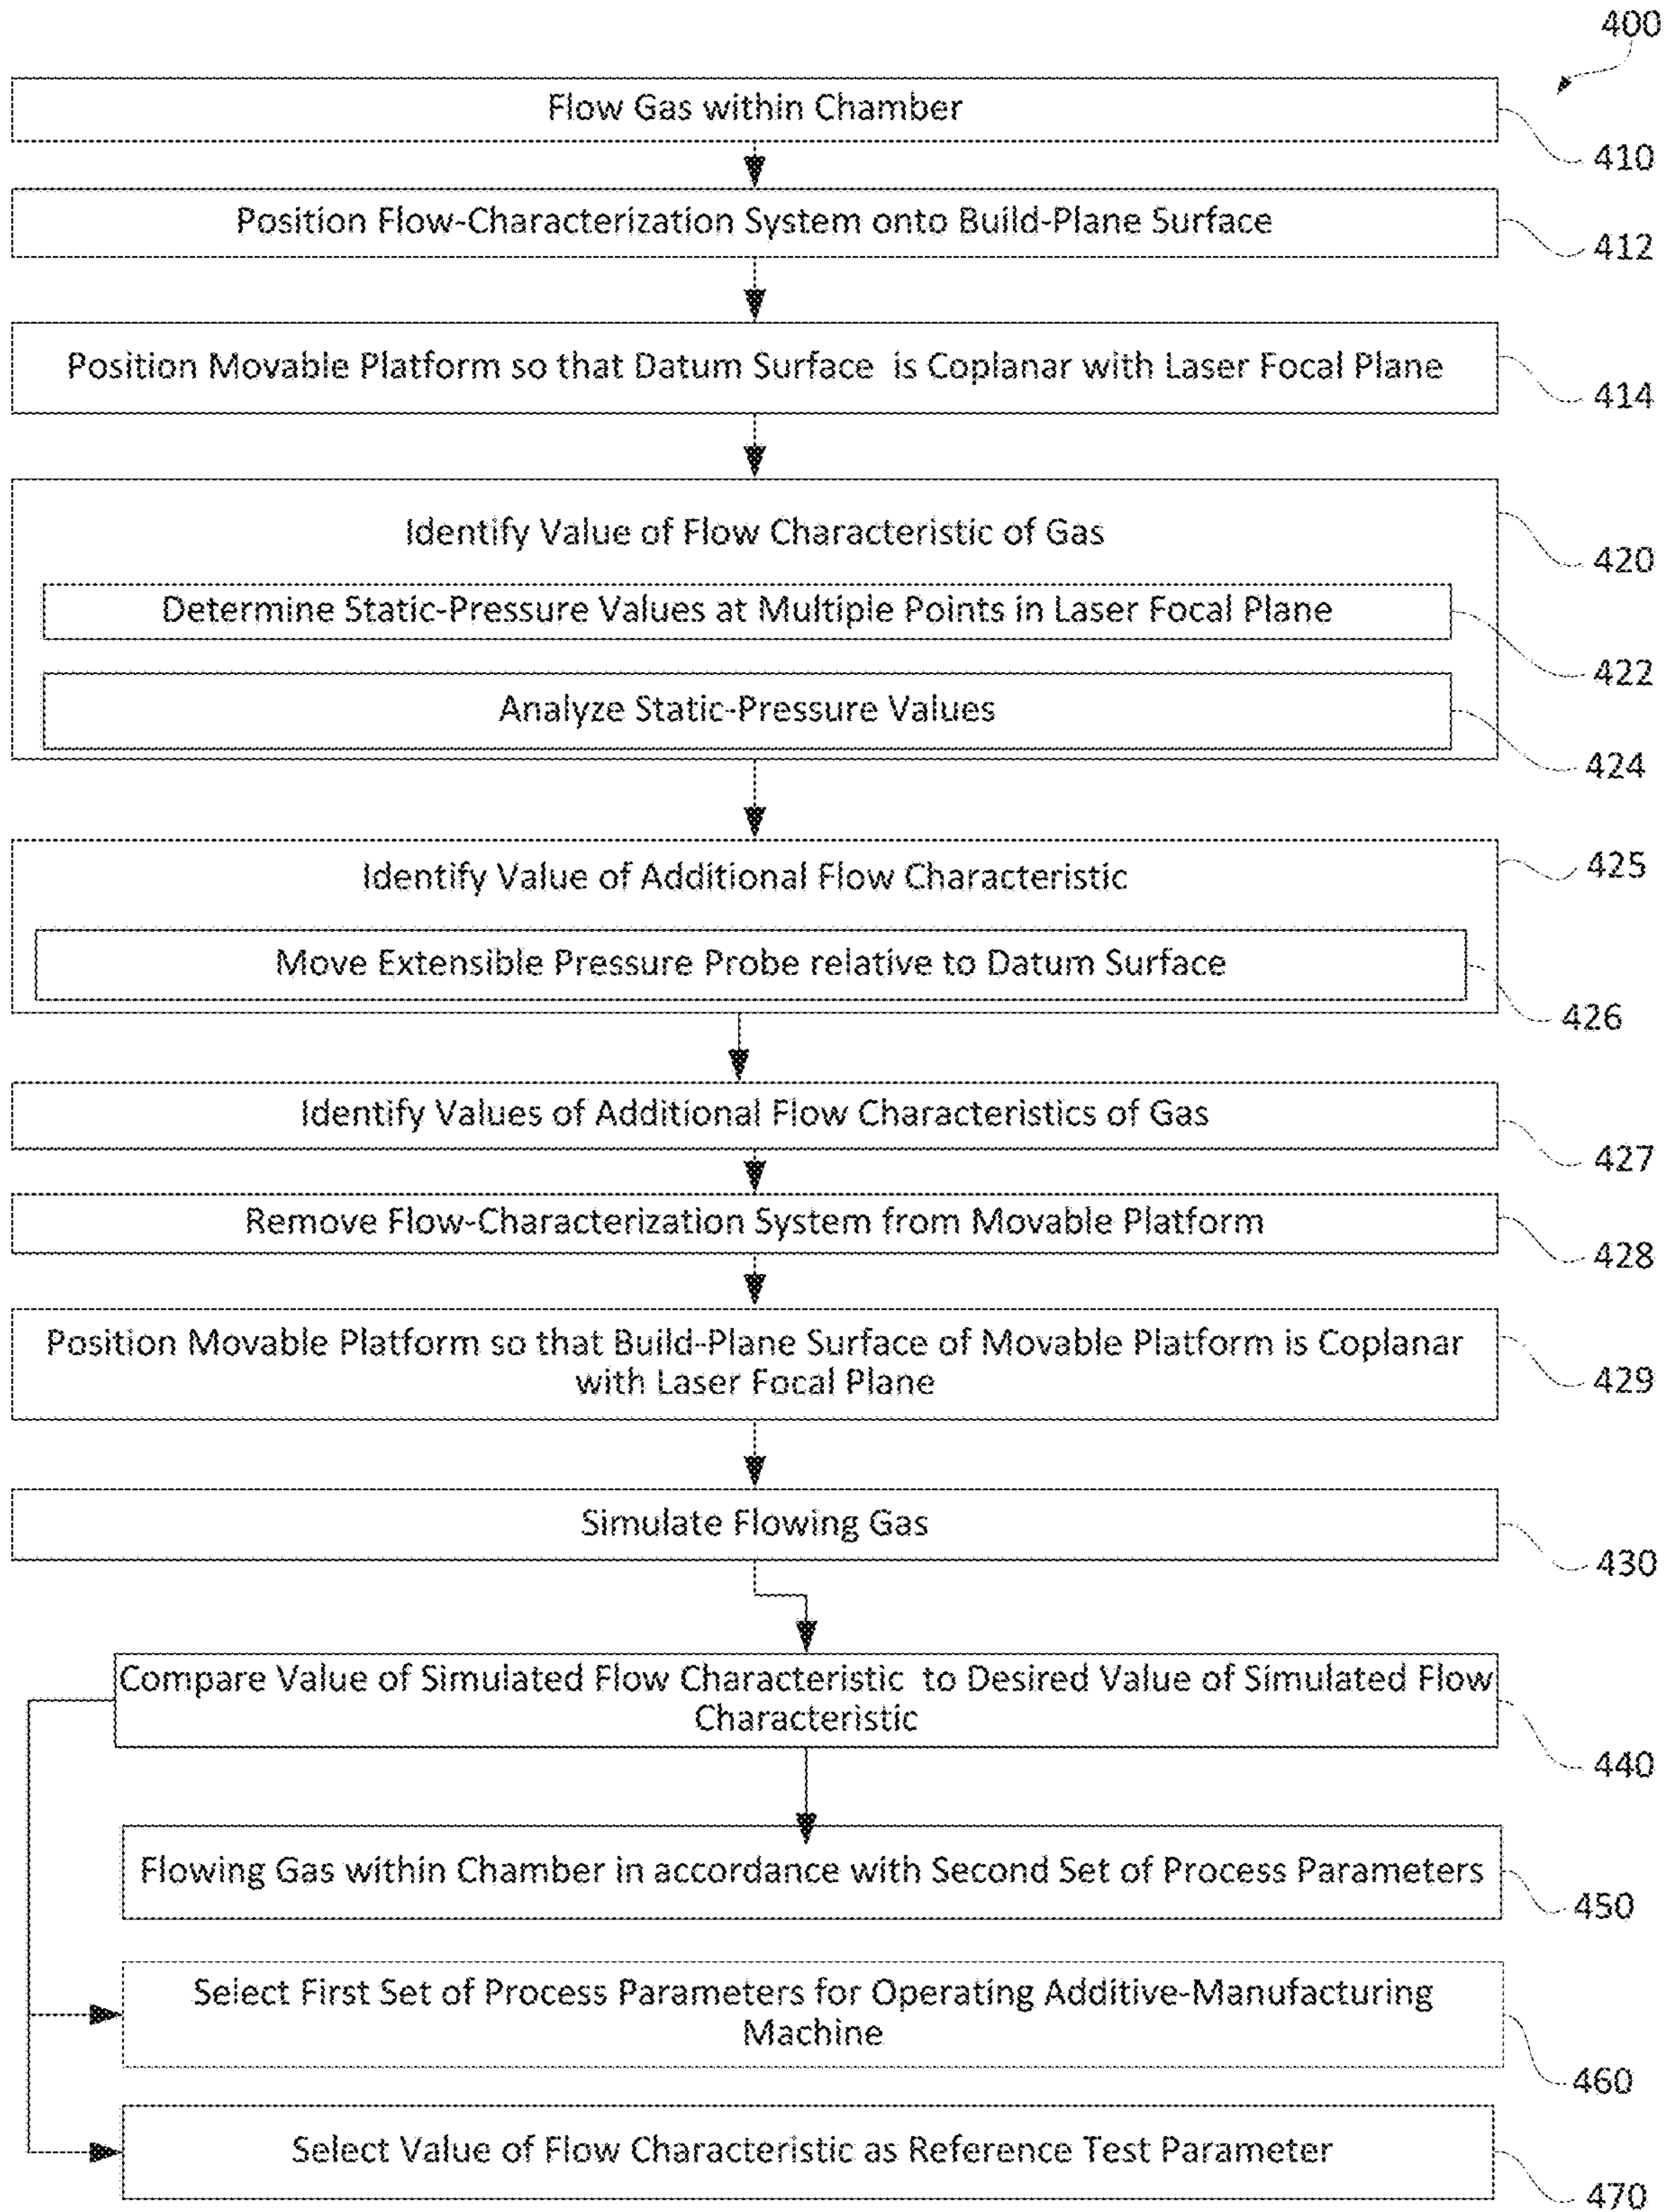 400
Flow Gas within Chamber
410
Position Flow-Characterization System onto Build-Plane Surface
412
Position Movable Platform so that Datum Surface is Coplanar with Laser Focal Plane
414
Identify Value of Flow Characteristic of Gas
420
Determine Static-Pressure Values at Multiple Points in Laser Focal Plane
422
Analyze Static-Pressure Values
424
Identify Value of Additional Flow Characteristic
425
Move Extensible Pressure Probe relative to Datum Surface
426
Identify Values of Additional Flow Characteristics of Gas
427
Remove Flow-Characterization System from Movable Platform
428
Position Movable Platform so that Build-Plane Surface of Movable Platform is Coplanar
with Laser Focal Plane
429
Simulate Flowing Gas
430
Compare Value of Simulated Flow Characteristic to Desired Value of Simulated Flow
Characteristic
440
Flowing Gas within Chamber in accordance with Second Set of Process Parameters
450
Select First Set of Process Parameters for Operating Additive-Manufacturing
Machine
460
Select Value of Flow Characteristic as Reference Test Parameter
470